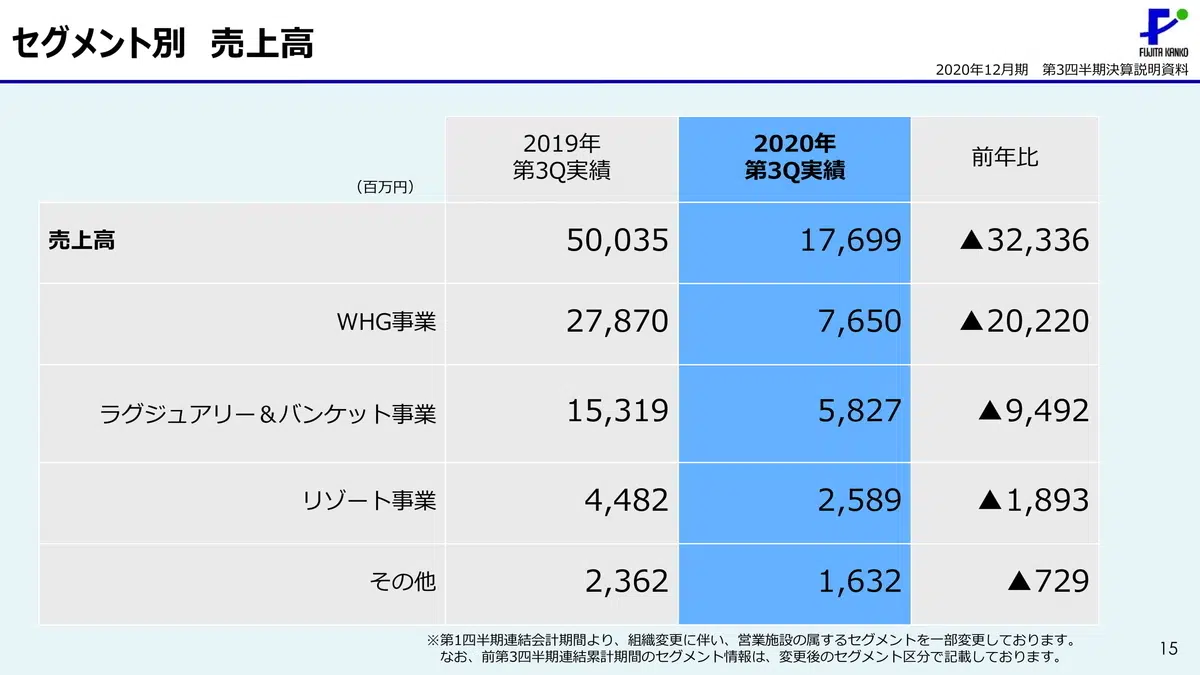 セグメント別 売上高
FUJITA KANKO
2020年12月期 第3四半期決算説明資料
（百万円）
2019年
第3Q実績
2020年
第3Q実績
前年比
売上高 50,035 17,699 ▲32,336
WHG事業 27,870 7,650 ▲20,220
ラグジュアリー＆バンケット事業 15,319 5,827 ▲9,492
リゾート事業 4,482 2,589 ▲1,893
その他 2,362 1,632 ▲729
※第1四半期連結会計期間より、組織変更に伴い、営業施設の属するセグメントを一部変更しております。
なお、前第3四半期連結累計期間のセグメント情報は、変更後のセグメント区分で記載しております。
15